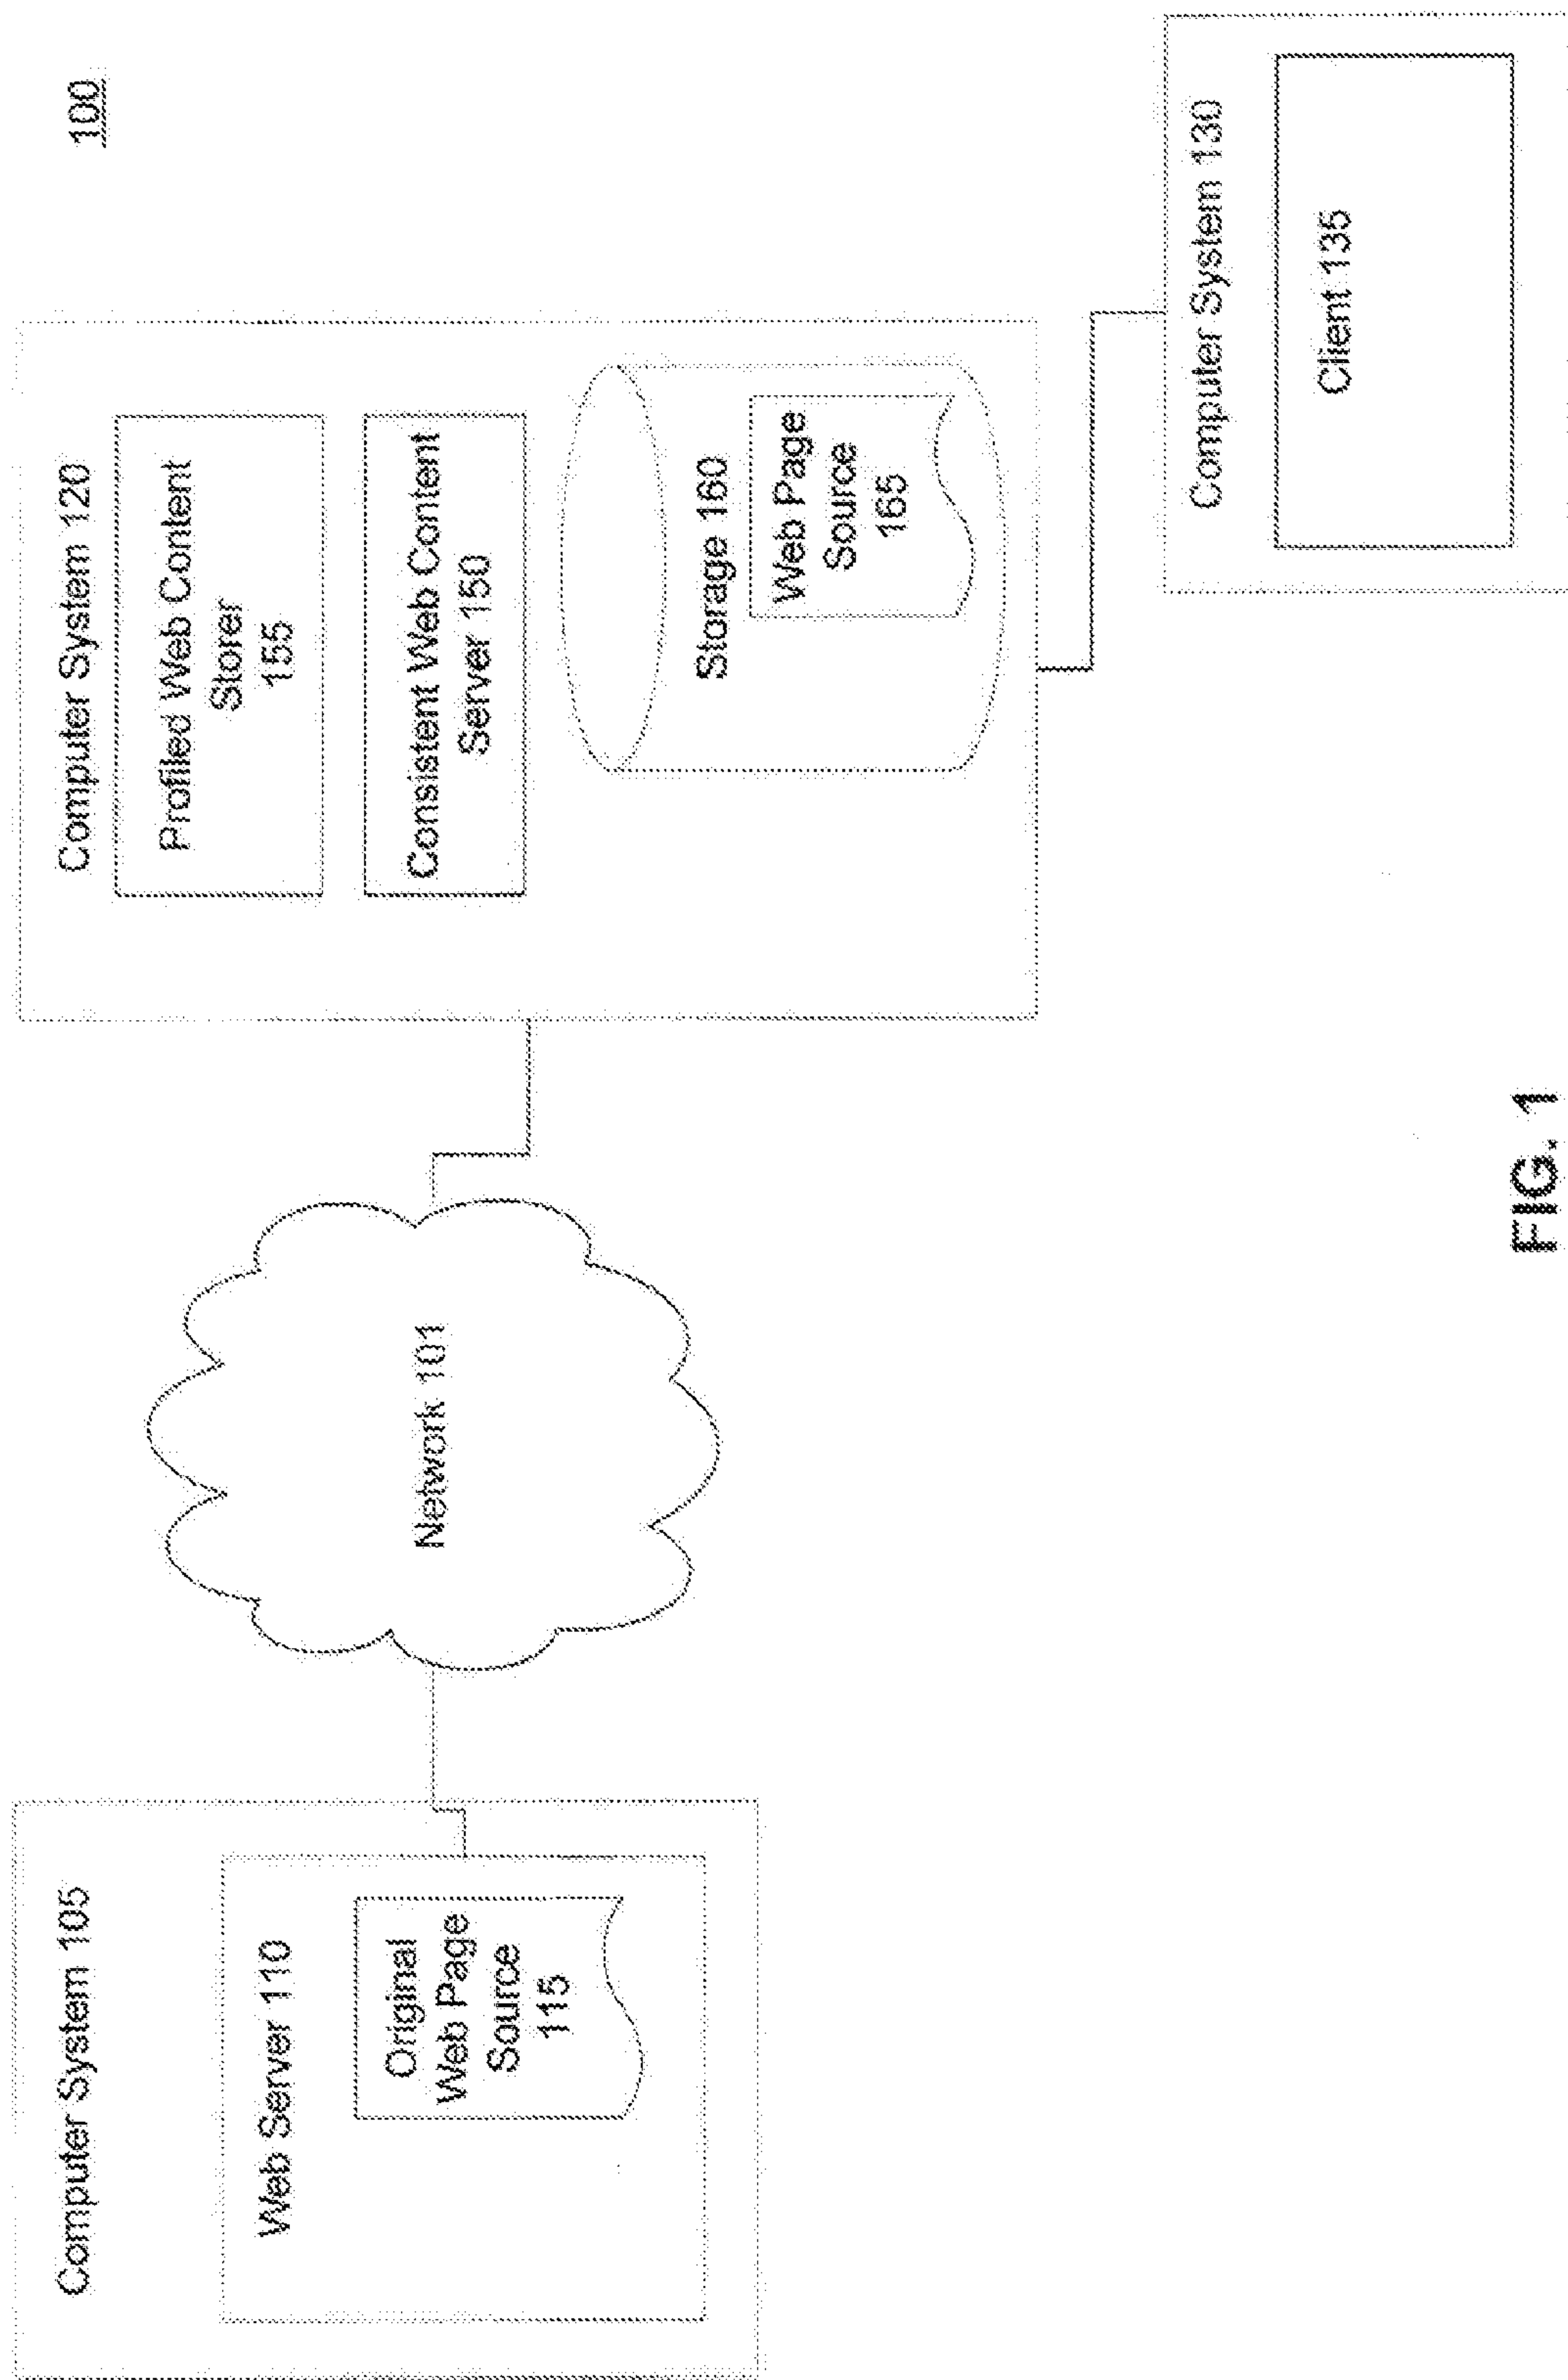 100
Computer System 105
Web Server 110
Original
Web Page
Source
115
Network 101
Computer System 120
Profiled Web Content
Storer
155
Consistent Web Content
Server 150
Storage 160
Web Page
Source
165
Computer System 130
Client 135
FIG. 1